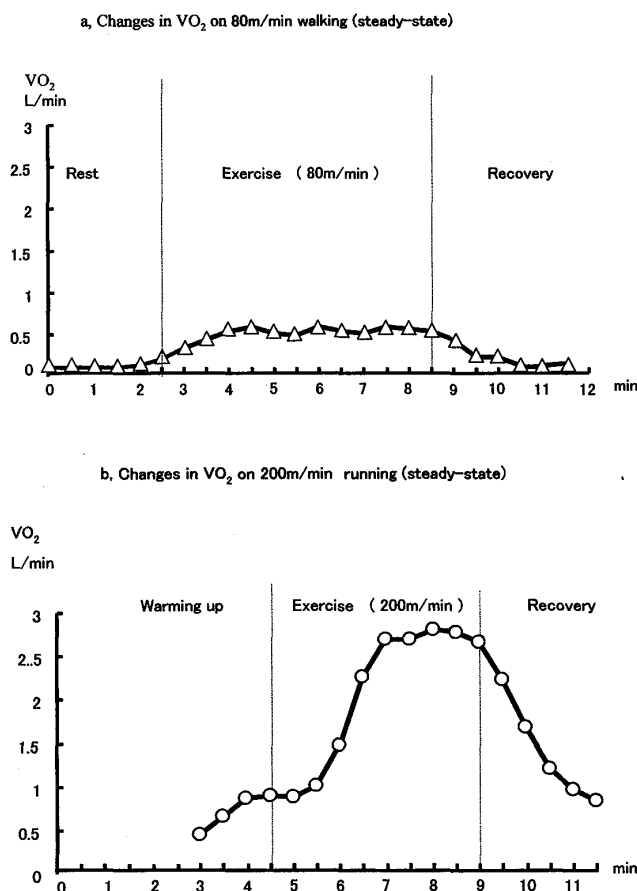 a, Changes in VO2 on 80m/min walking (steady-state)
VO2
L/min
3
Rest Exercise ( 80m/min ) Recovery
2.5
2
1.5
1
0.5
0
0 1 2 3 4 5 6 7 8 9 10 11 12 min
b, Changes in VO2 on 200m/min running (steady-state)
VO2
L/min
Warming up Exercise ( 200m/min ) Recovery
3
2.5
2
1.5
1
0.5
0
0 1 2 3 4 5 6 7 8 9 10 11 min